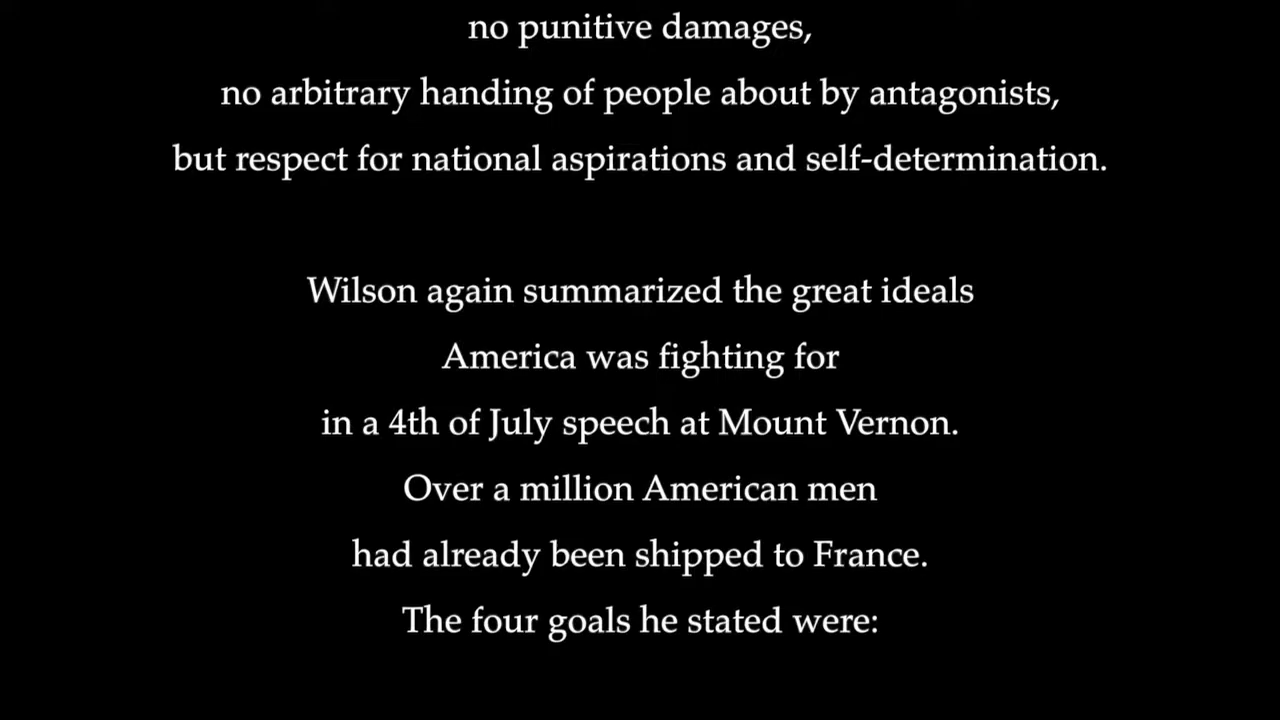 no punitive damages,
no arbitrary handing of people about by antagonists,
but respect for national aspirations and self-determination.
Wilson again summarized the great ideals
America was fighting for
in a 4th of July speech at Mount Vernon.
Over a million American men
had already been shipped to France.
The four goals he stated were: